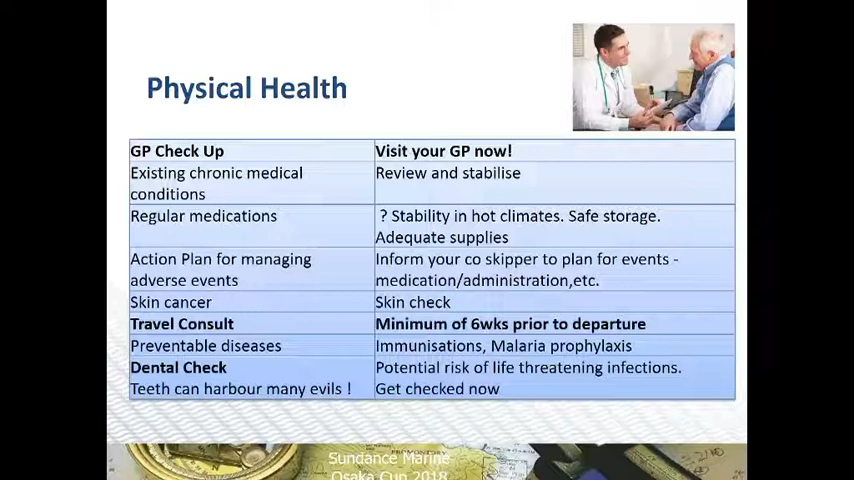 Physical Health
GP Check Up
Visit your GP now!
Existing chronic medical
conditions
Review and stabilise
Regular medications
? Stability in hot climates. Safe storage.
Adequate supplies
Action Plan for managing
adverse events
Inform your co skipper to plan for events -
medication/administration,etc.
Skin cancer
Skin check
Travel Consult
Minimum of 6wks prior to departure
Preventable diseases
Immunisations, Malaria prophylaxis
Dental Check
Potential risk of life threatening infections.
Teeth can harbour many evils !
Get checked now
Sundance Marine
Osaka Cup 2018